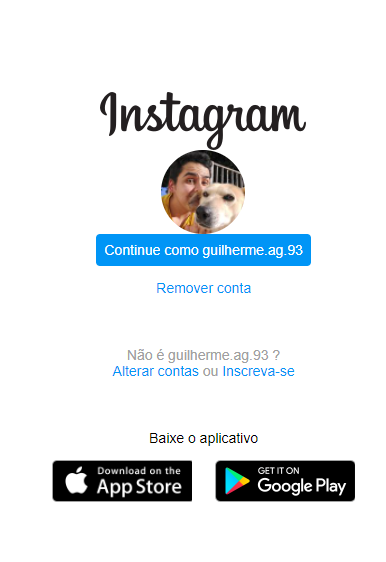 Instagram
Continue como guilherme.ag.93
Remover conta
Não é guilherme.ag.93 ?
Alterar contas ou Inscreva-se
Baixe o aplicativo
Download on the
App Store
GET IT ON
Google Play